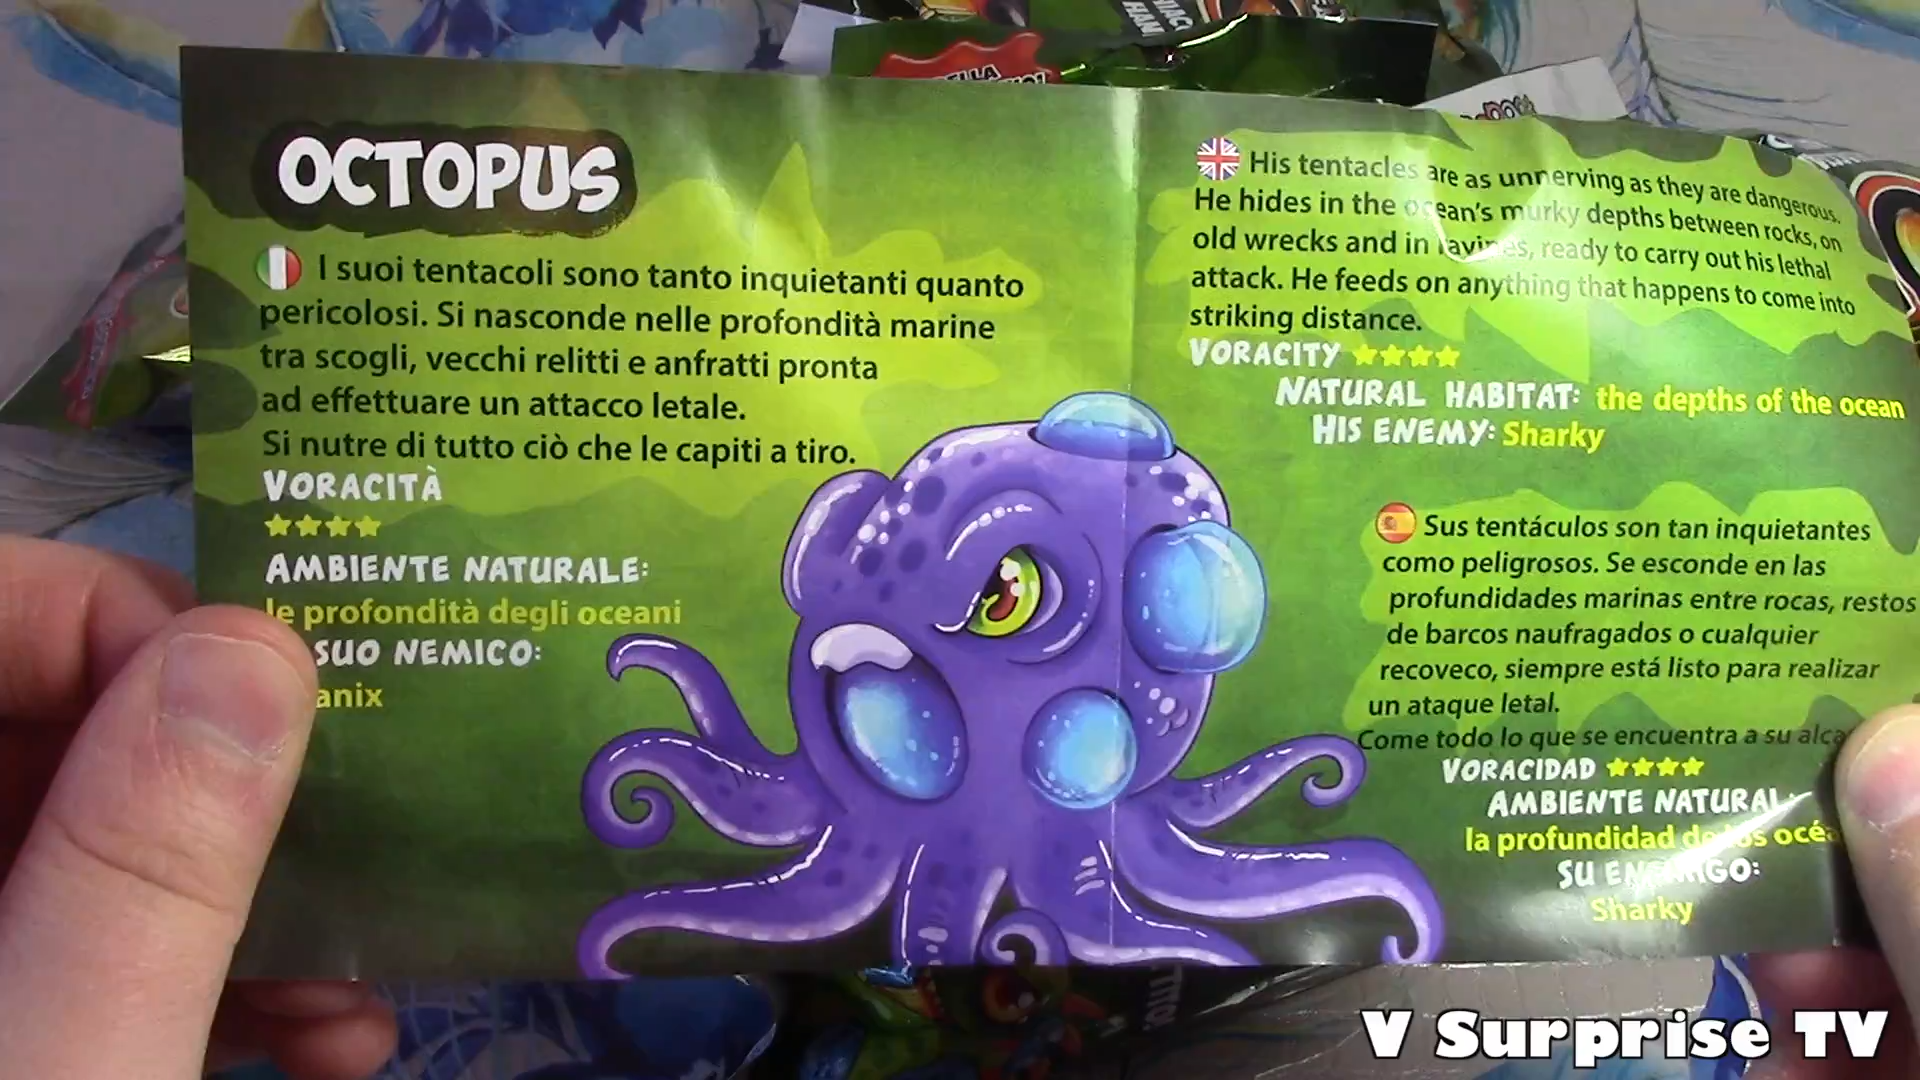 OCTOPUS
I suoi tentacoli sono tanto inquietanti quanto
pericolosi. Si nasconde nelle profondità marine
tra scogli, vecchi relitti e anfratti pronta
ad effettuare un attacco letale.
Si nutre di tutto ciò che le capiti a tiro.
VORACITÀ
AMBIENTE NATURALE:
le profondità degli oceani
SUO NEMICO:
His tentacles are as unnerving as they are dangerous.
He hides in the ocean's murky depths between rocks, on
old wrecks and in ravines, ready to carry out his lethal
attack. He feeds on anything that happens to come into
striking distance.
VORACITY
NATURAL HABITAT: the depths of the ocean
HIS ENEMY: Sharky
Sus tentáculos son tan inquietantes
como peligrosos. Se esconde en las
profundidades marinas entre rocas, restos
de barcos naufragados o cualquier
recoveco, siempre está listo para realizar
un ataque letal.
Come todo lo que se encuentra a su
VORACIDAD
AMBIENTE NATURAL:
la profundidad de los
SU ENEMIGO:
Sharky
V Surprise TV